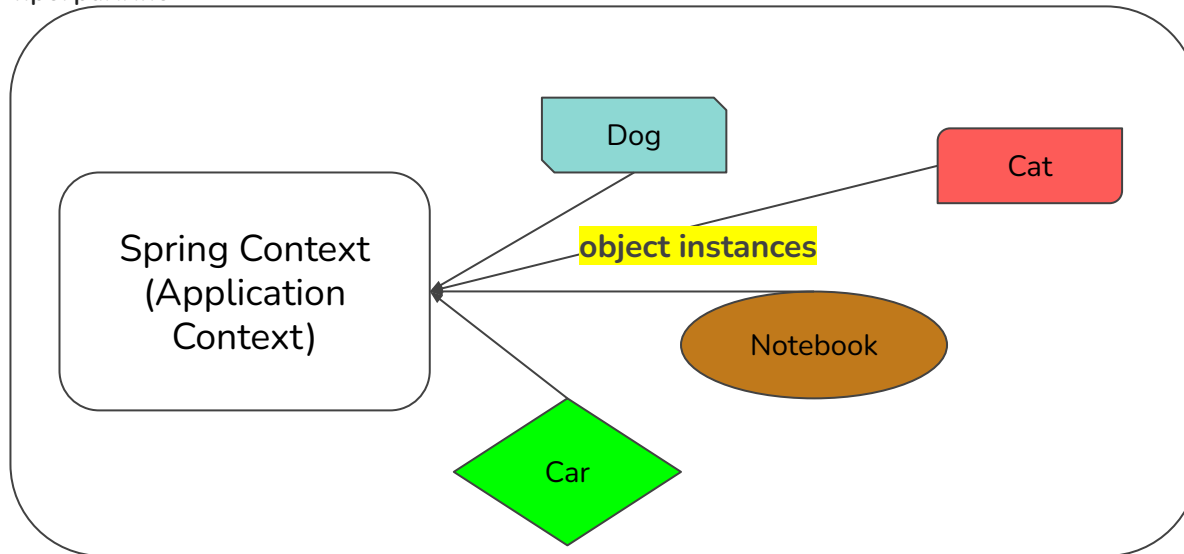 Dog
Cat
Spring Context
(Application
Context)
object instances
Notebook
Car